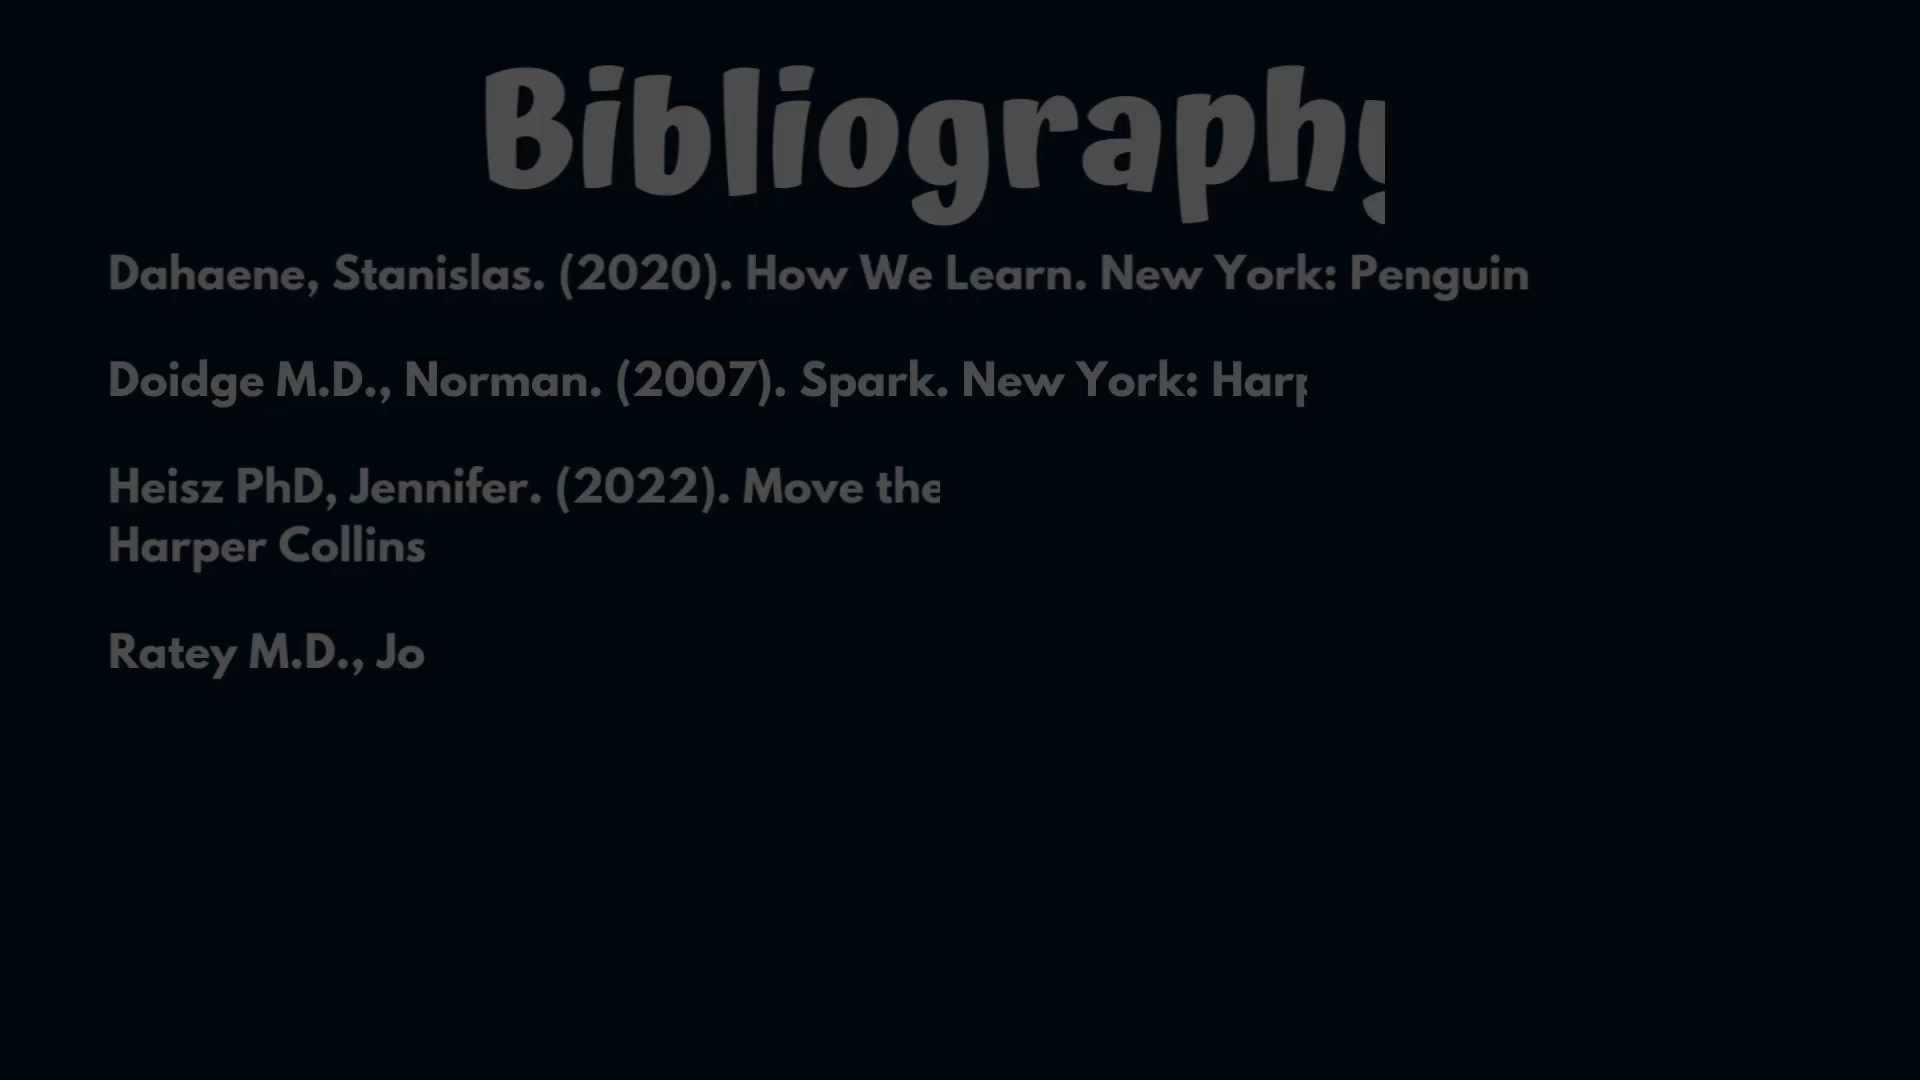 Bibliography
Dahaene, Stanislas. (2020). How We Learn. New York: Penguin
Doidge M.D., Norman. (2007). Spark. New York: Harp
Heisz PhD, Jennifer. (2022). Move the
Harper Collins
Ratey M.D., Jo